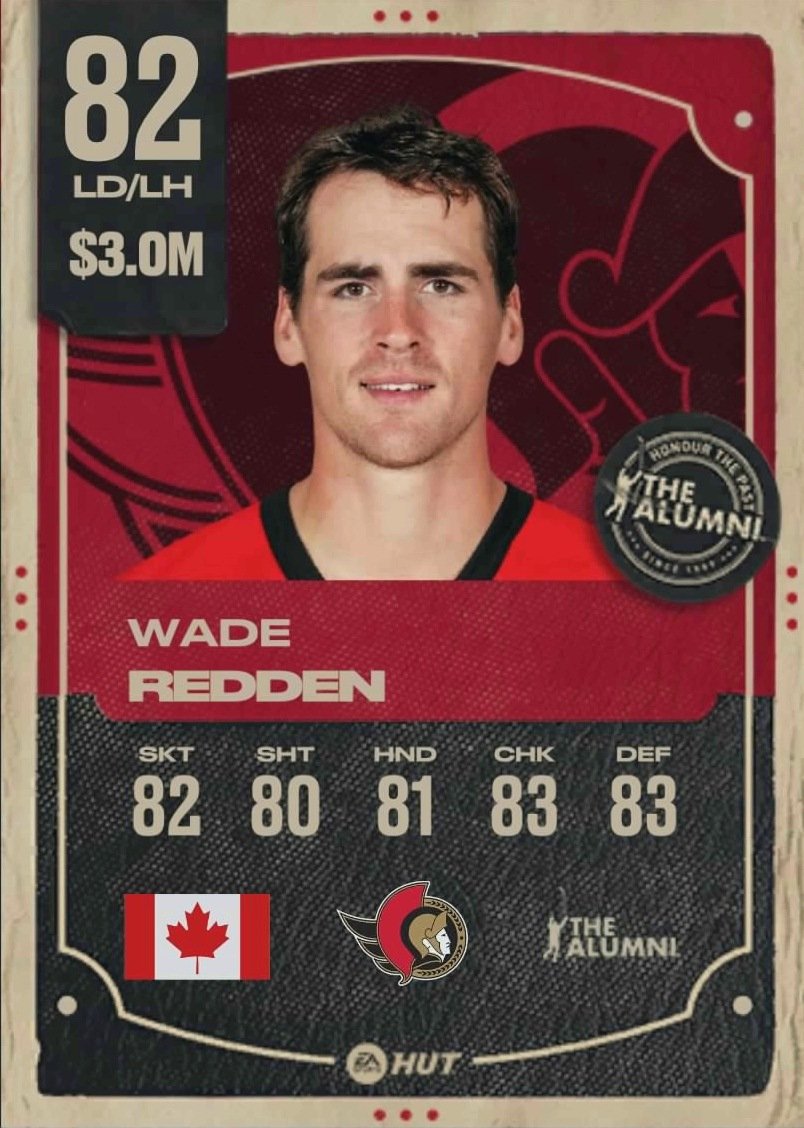 82
LD/LH
$3.0M
HONOUR THE PAST
THE
ALUMNI
WADE
REDDEN
SKT SHT HND CHK DEF
82 80 81 83 83
THE
ALUMNI
EA
HUT